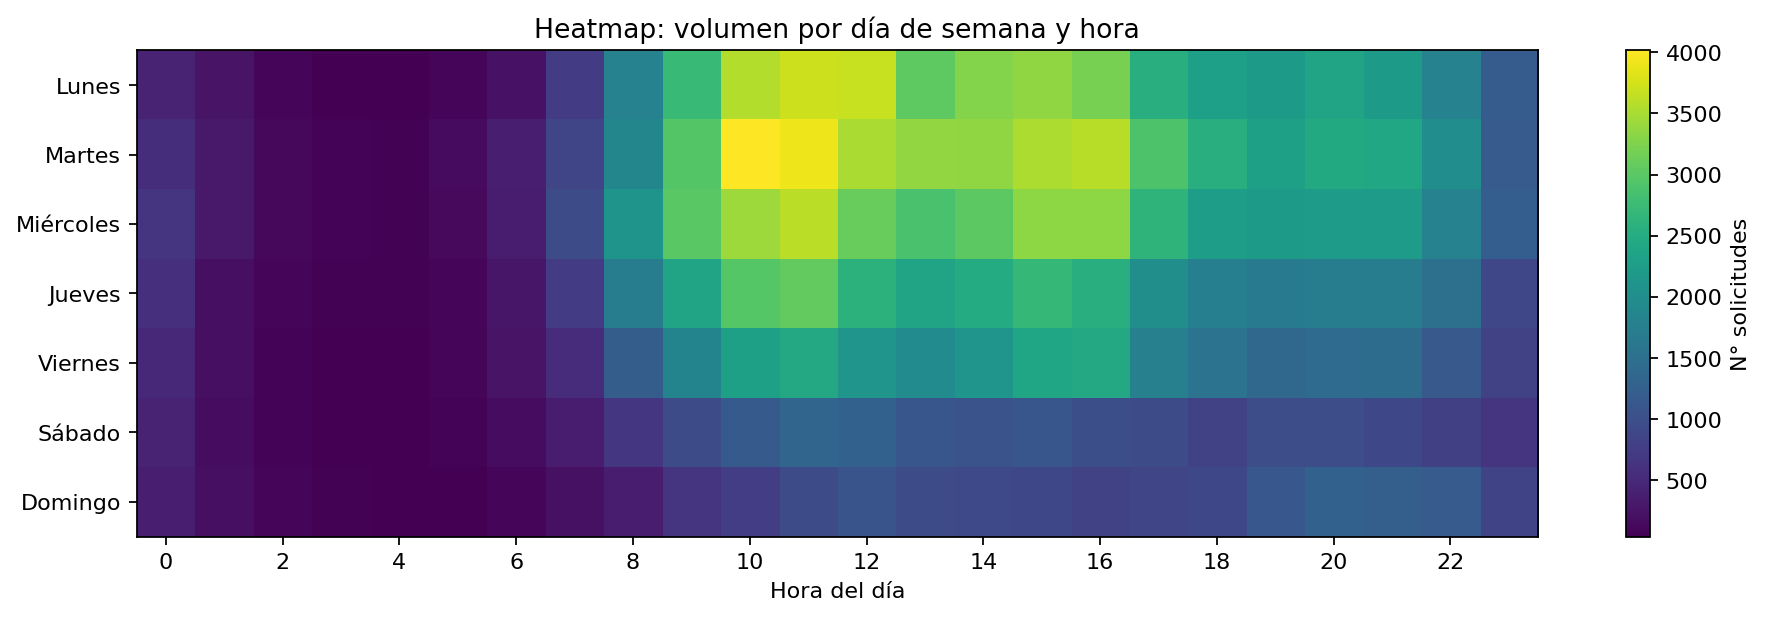 Heatmap: volumen por día de semana y hora
Lunes
Martes
Miércoles
Jueves
Viernes
Sábado
Domingo
0 2 4 6 8 10 12 14 16 18 20 22
Hora del día
4000
3500
3000
2500
2000
1500
1000
500
N° solicitudes